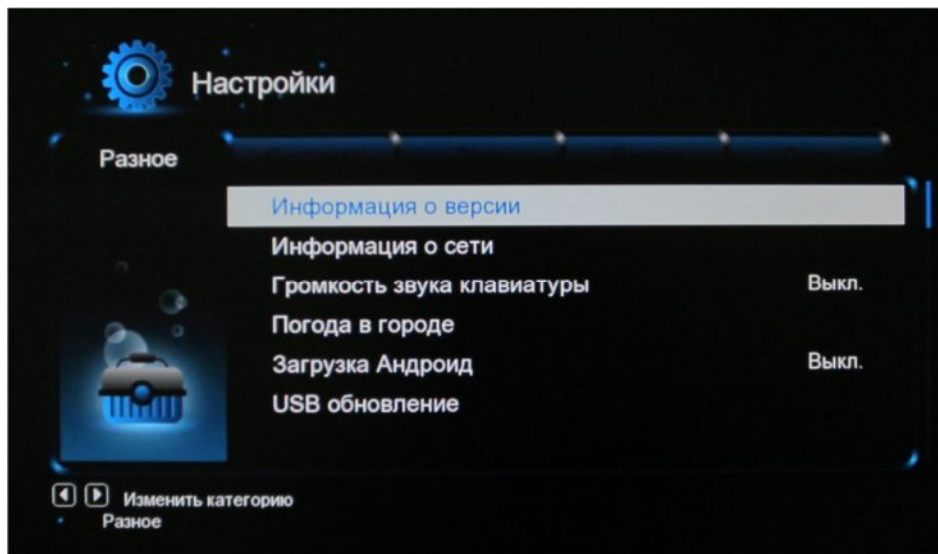 Настройки
Разное
Информация о версии
Информация о сети
Громкость звука клавиатуры Выкл.
Погода в городе
Загрузка Андроид Выкл.
USB обновление
Изменить категорию
Разное